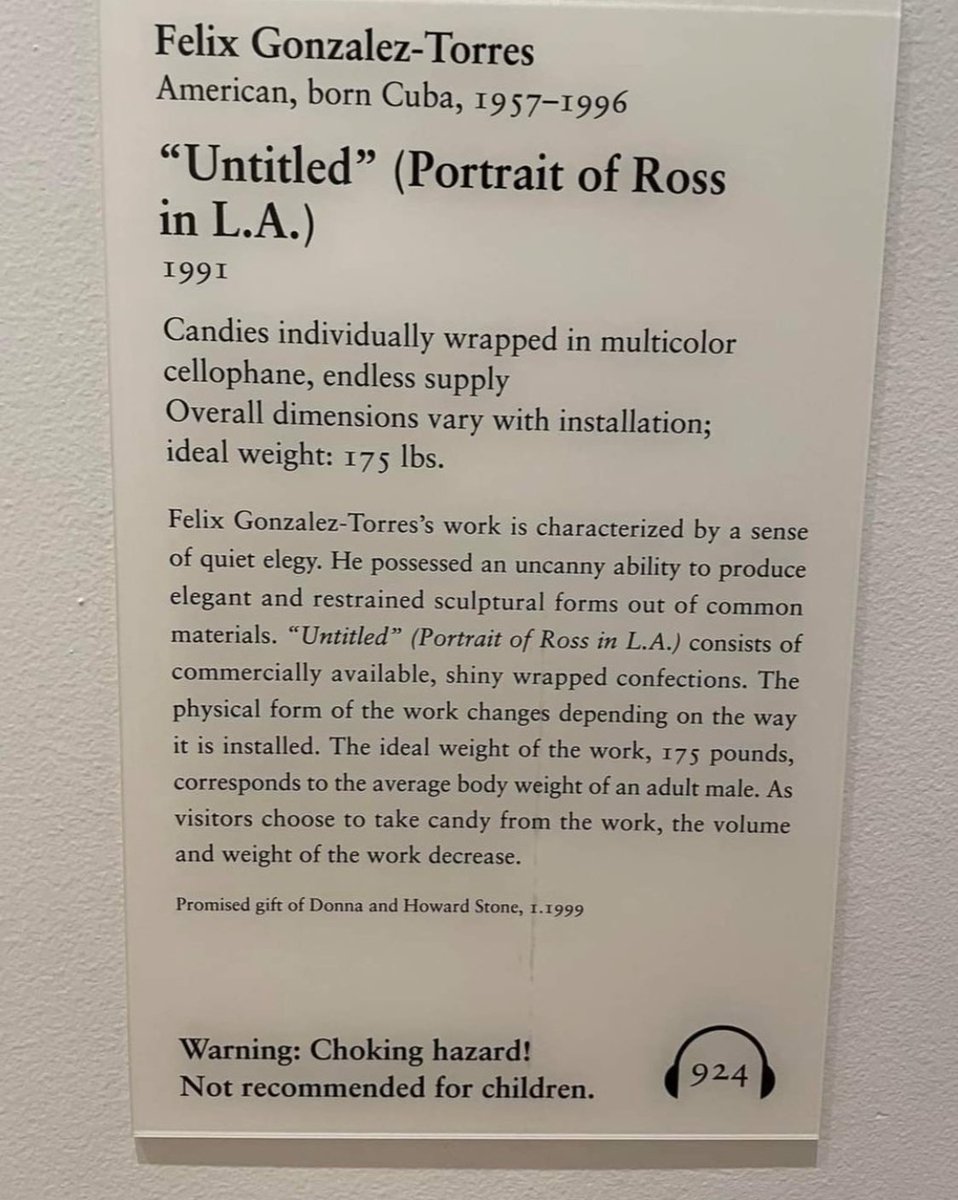 Felix Gonzalez-Torres
American, born Cuba, 1957–1996
“Untitled” (Portrait of Ross
in L.A.)
1991
Candies individually wrapped in multicolor
cellophane, endless supply
Overall dimensions vary with installation;
ideal weight: 175 lbs.
Felix Gonzalez-Torres’s work is characterized by a sense
of quiet elegy. He possessed an uncanny ability to produce
elegant and restrained sculptural forms out of common
materials. “Untitled” (Portrait of Ross in L.A.) consists of
commercially available, shiny wrapped confections. The
physical form of the work changes depending on the way
it is installed. The ideal weight of the work, 175 pounds,
corresponds to the average body weight of an adult male. As
visitors choose to take candy from the work, the volume
and weight of the work decrease.
Promised gift of Donna and Howard Stone, 1.1999
Warning: Choking hazard!
Not recommended for children.
924